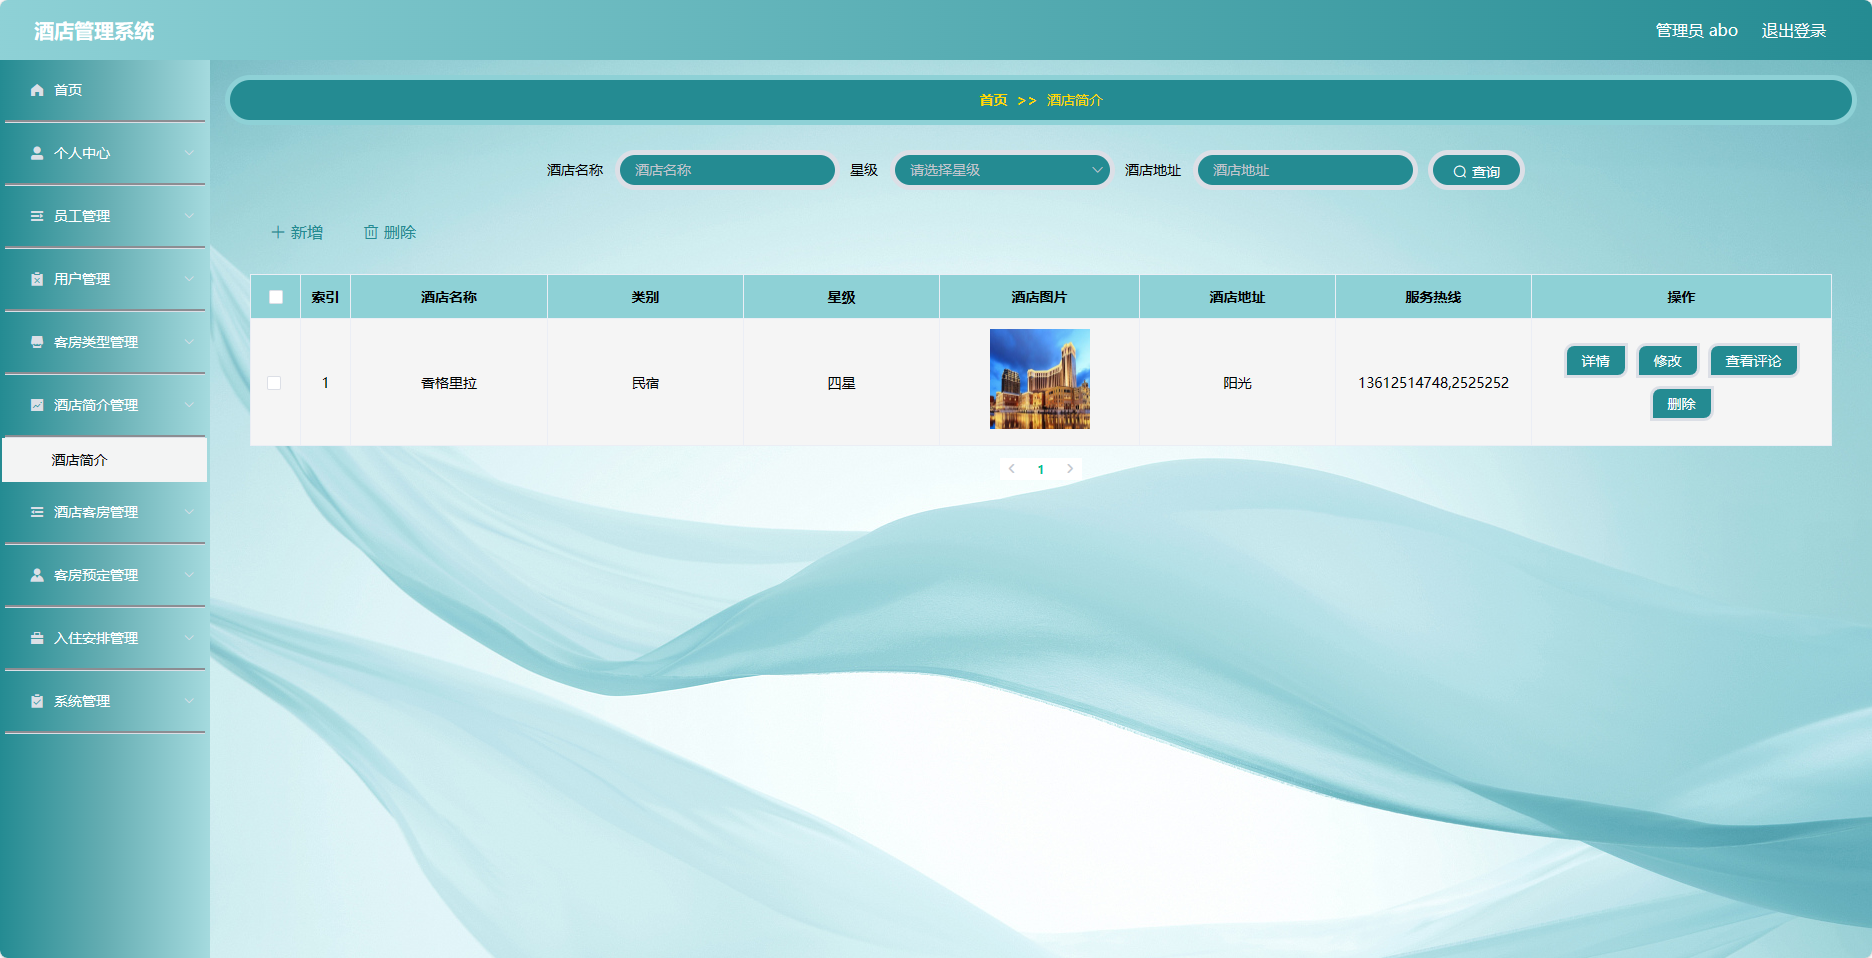 酒店管理系统
管理员 abo 退出登录
首页
个人中心
员工管理
用户管理
客房类型管理
酒店简介管理
酒店简介
酒店客房管理
客房预定管理
入住安排管理
系统管理
首页 >> 酒店简介
酒店名称 酒店名称 星级 请选择星级 酒店地址 酒店地址 查询
新增 删除
索引 酒店名称 类别 星级 酒店图片 酒店地址 服务热线 操作
1 香格里拉 民宿 四星 阳光 13612514748,2525252 详情 修改 查看评论
删除
1